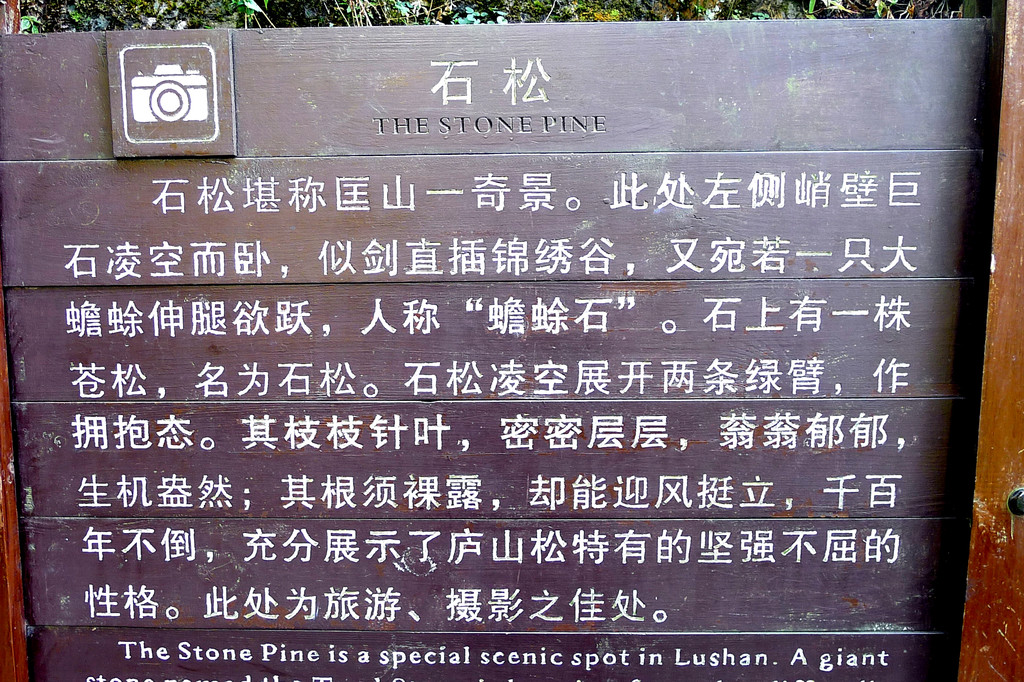 石松
THE STONE PINE
石松堪称匡山一奇景。此处左侧峭壁巨
石凌空而卧，似剑直插锦绣谷，又宛若一只大
蟾蜍伸腿欲跃，人称“蟾蜍石”。石上有一株
苍松，名为石松。石松凌空展开两条绿臂，作
拥抱态。其枝枝针叶，密密层层，蓊蓊郁郁，
生机盎然；其根须裸露，却能迎风挺立，千百
年不倒，充分展示了庐山松特有的坚强不屈的
性格。此处为旅游、摄影之佳处。
The Stone Pine is a special scenic spot in Lushan. A giant
stone named the